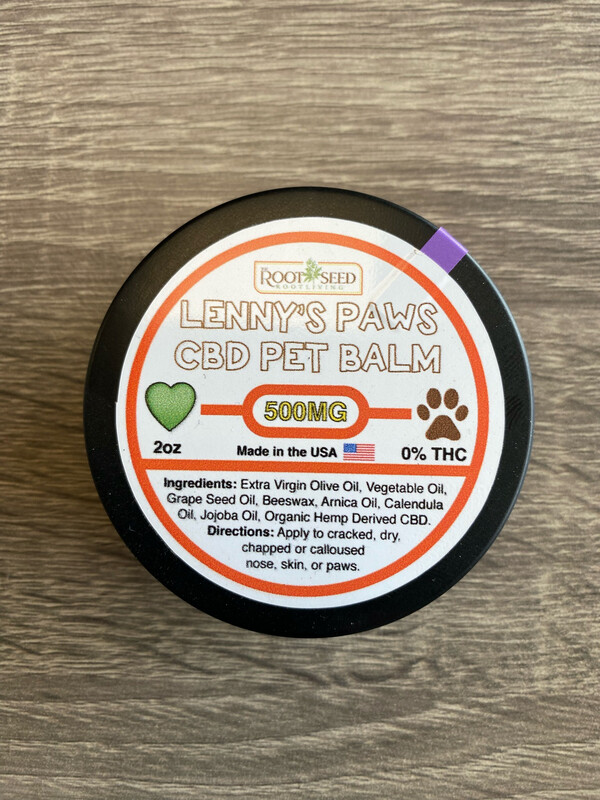 THE
ROOT SEED
ROOTLIVING
LENNY'S PAWS
CBD PET BALM
500MG
2oz
Made in the USA
0% THC
Ingredients: Extra Virgin Olive Oil, Vegetable Oil,
Grape Seed Oil, Beeswax, Arnica Oil, Calendula
Oil, Jojoba Oil, Organic Hemp Derived CBD.
Directions: Apply to cracked, dry,
chapped or calloused
nose, skin, or paws.